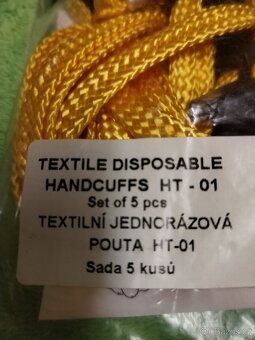 TEXTILE DISPOSABLE
HANDCUFFS HT - 01
Set of 5 pcs
TEXTILNÍ JEDNORÁZOVÁ
POUTA HT-01
Sada 5 kusů